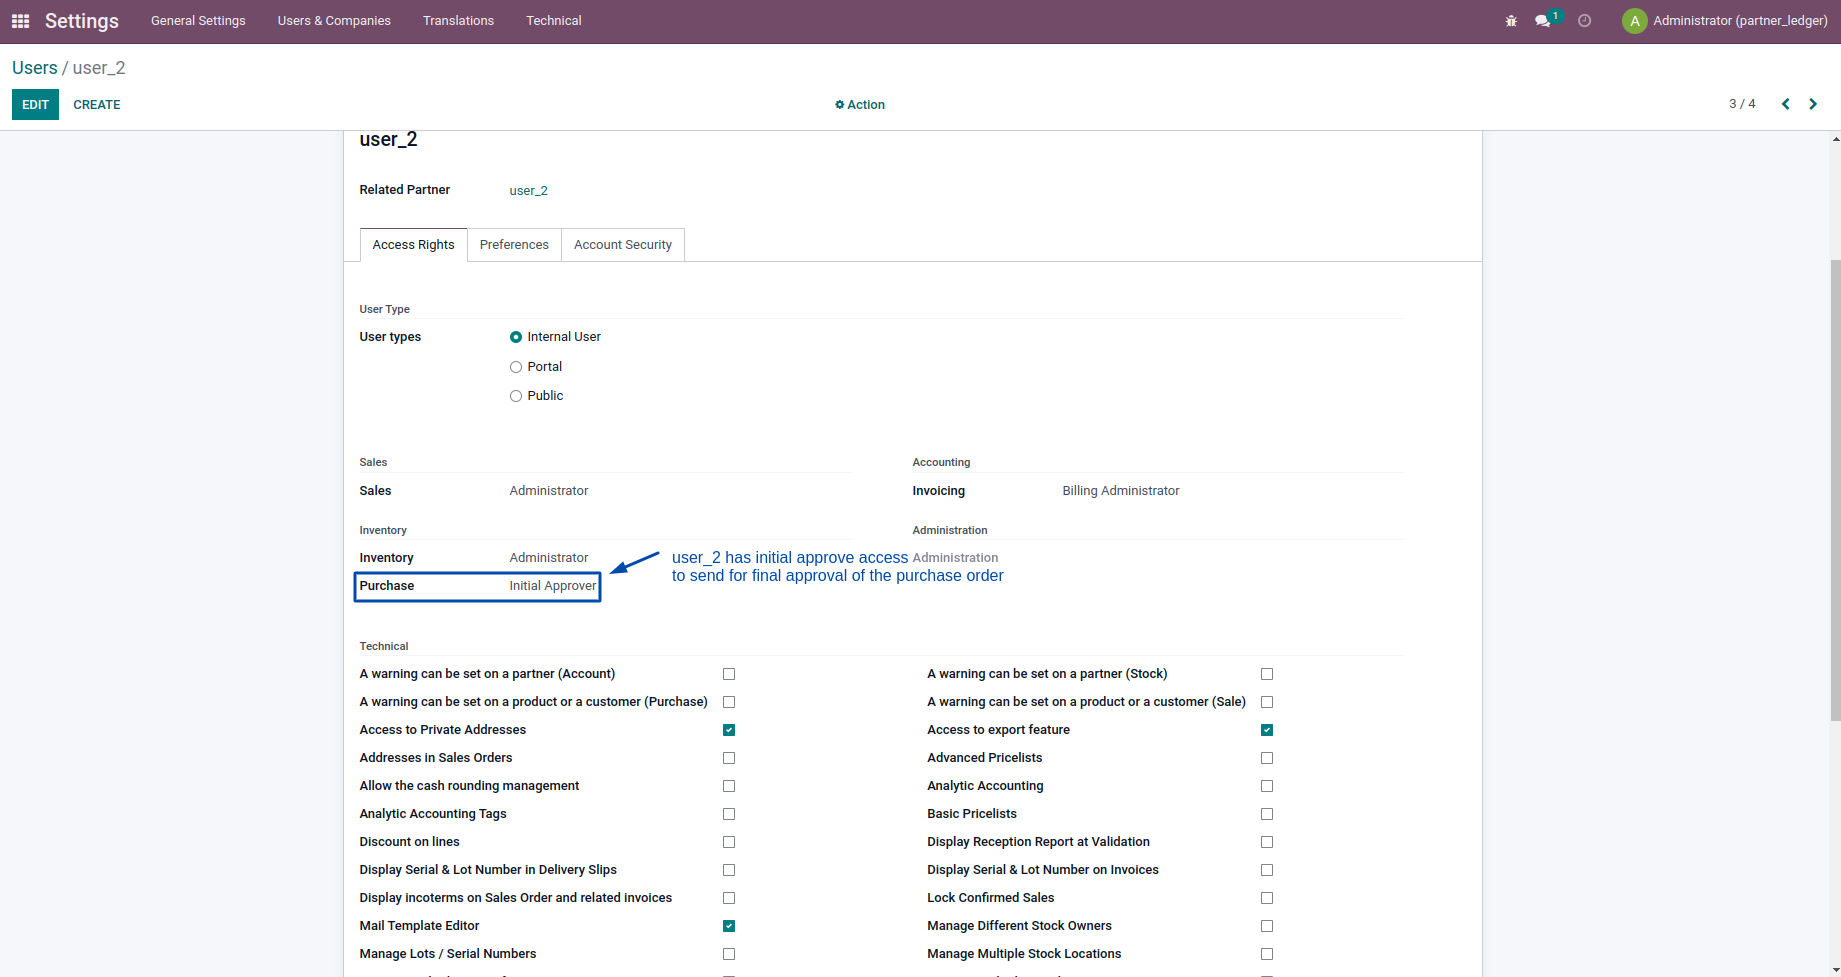 Settings General Settings Users & Companies Translations Technical 1 A Administrator (partner_ledger)
Users / user_2
EDIT CREATE Action 3 / 4
user_2
Related Partner user_2
Access Rights Preferences Account Security
User Type
User types Internal User
Portal
Public
Sales Accounting
Sales Administrator Invoicing Billing Administrator
Inventory Administration
Inventory Administrator user_2 has initial approve access Administration
to send for final approval of the purchase order
Purchase Initial Approver
Technical
A warning can be set on a partner (Account) A warning can be set on a partner (Stock)
A warning can be set on a product or a customer (Purchase) A warning can be set on a product or a customer (Sale)
Access to Private Addresses Access to export feature
Addresses in Sales Orders Advanced Pricelists
Allow the cash rounding management Analytic Accounting
Analytic Accounting Tags Basic Pricelists
Discount on lines Display Reception Report at Validation
Display Serial & Lot Number in Delivery Slips Display Serial & Lot Number on Invoices
Display incoterms on Sales Order and related invoices Lock Confirmed Sales
Mail Template Editor Manage Different Stock Owners
Manage Lots / Serial Numbers Manage Multiple Stock Locations